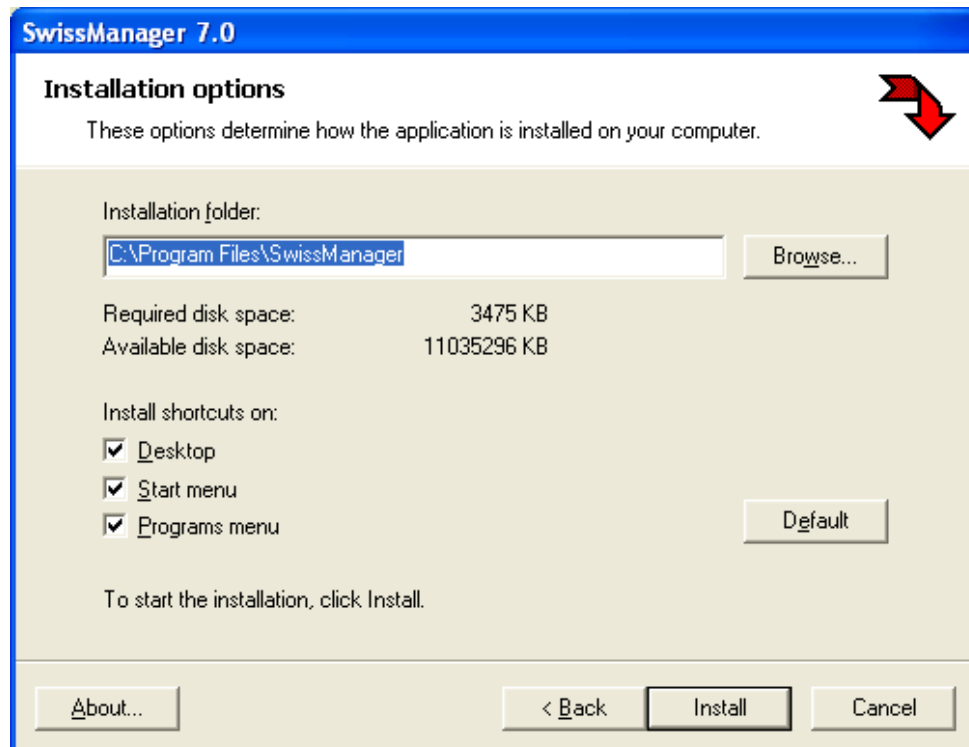 SwissManager 7.0
Installation options
These options determine how the application is installed on your computer.
Installation folder:
C:\Program Files\SwissManager
Browse...
Required disk space: 3475 KB
Available disk space: 11035296 KB
Install shortcuts on:
Desktop
Start menu
Programs menu
Default
To start the installation, click Install.
About... < Back Install Cancel